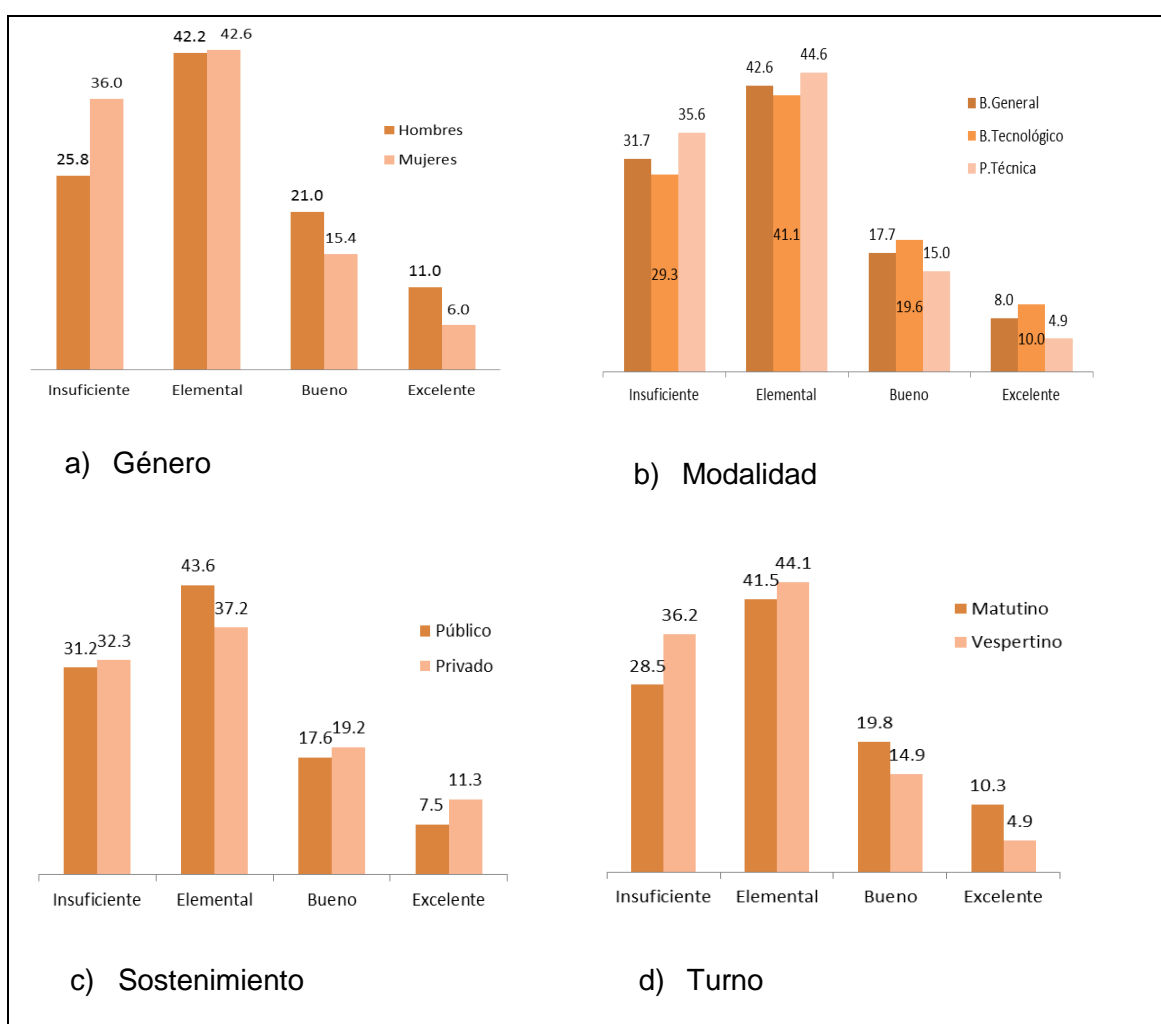 42.2 42.6
36.0
25.8
21.0
15.4
11.0
6.0
Hombres
Mujeres
Insuficiente Elemental Bueno Excelente
a) Género
42.6 44.6
41.1
31.7 35.6
29.3
17.7 15.0
19.6
8.0 4.9
10.0
B.General
B.Tecnológico
P.Técnica
Insuficiente Elemental Bueno Excelente
b) Modalidad
43.6
37.2
31.2 32.3
17.6 19.2
7.5 11.3
Público
Privado
Insuficiente Elemental Bueno Excelente
c) Sostenimiento
41.5 44.1
28.5 36.2
19.8
14.9
10.3
4.9
Matutino
Vespertino
Insuficiente Elemental Bueno Excelente
d) Turno